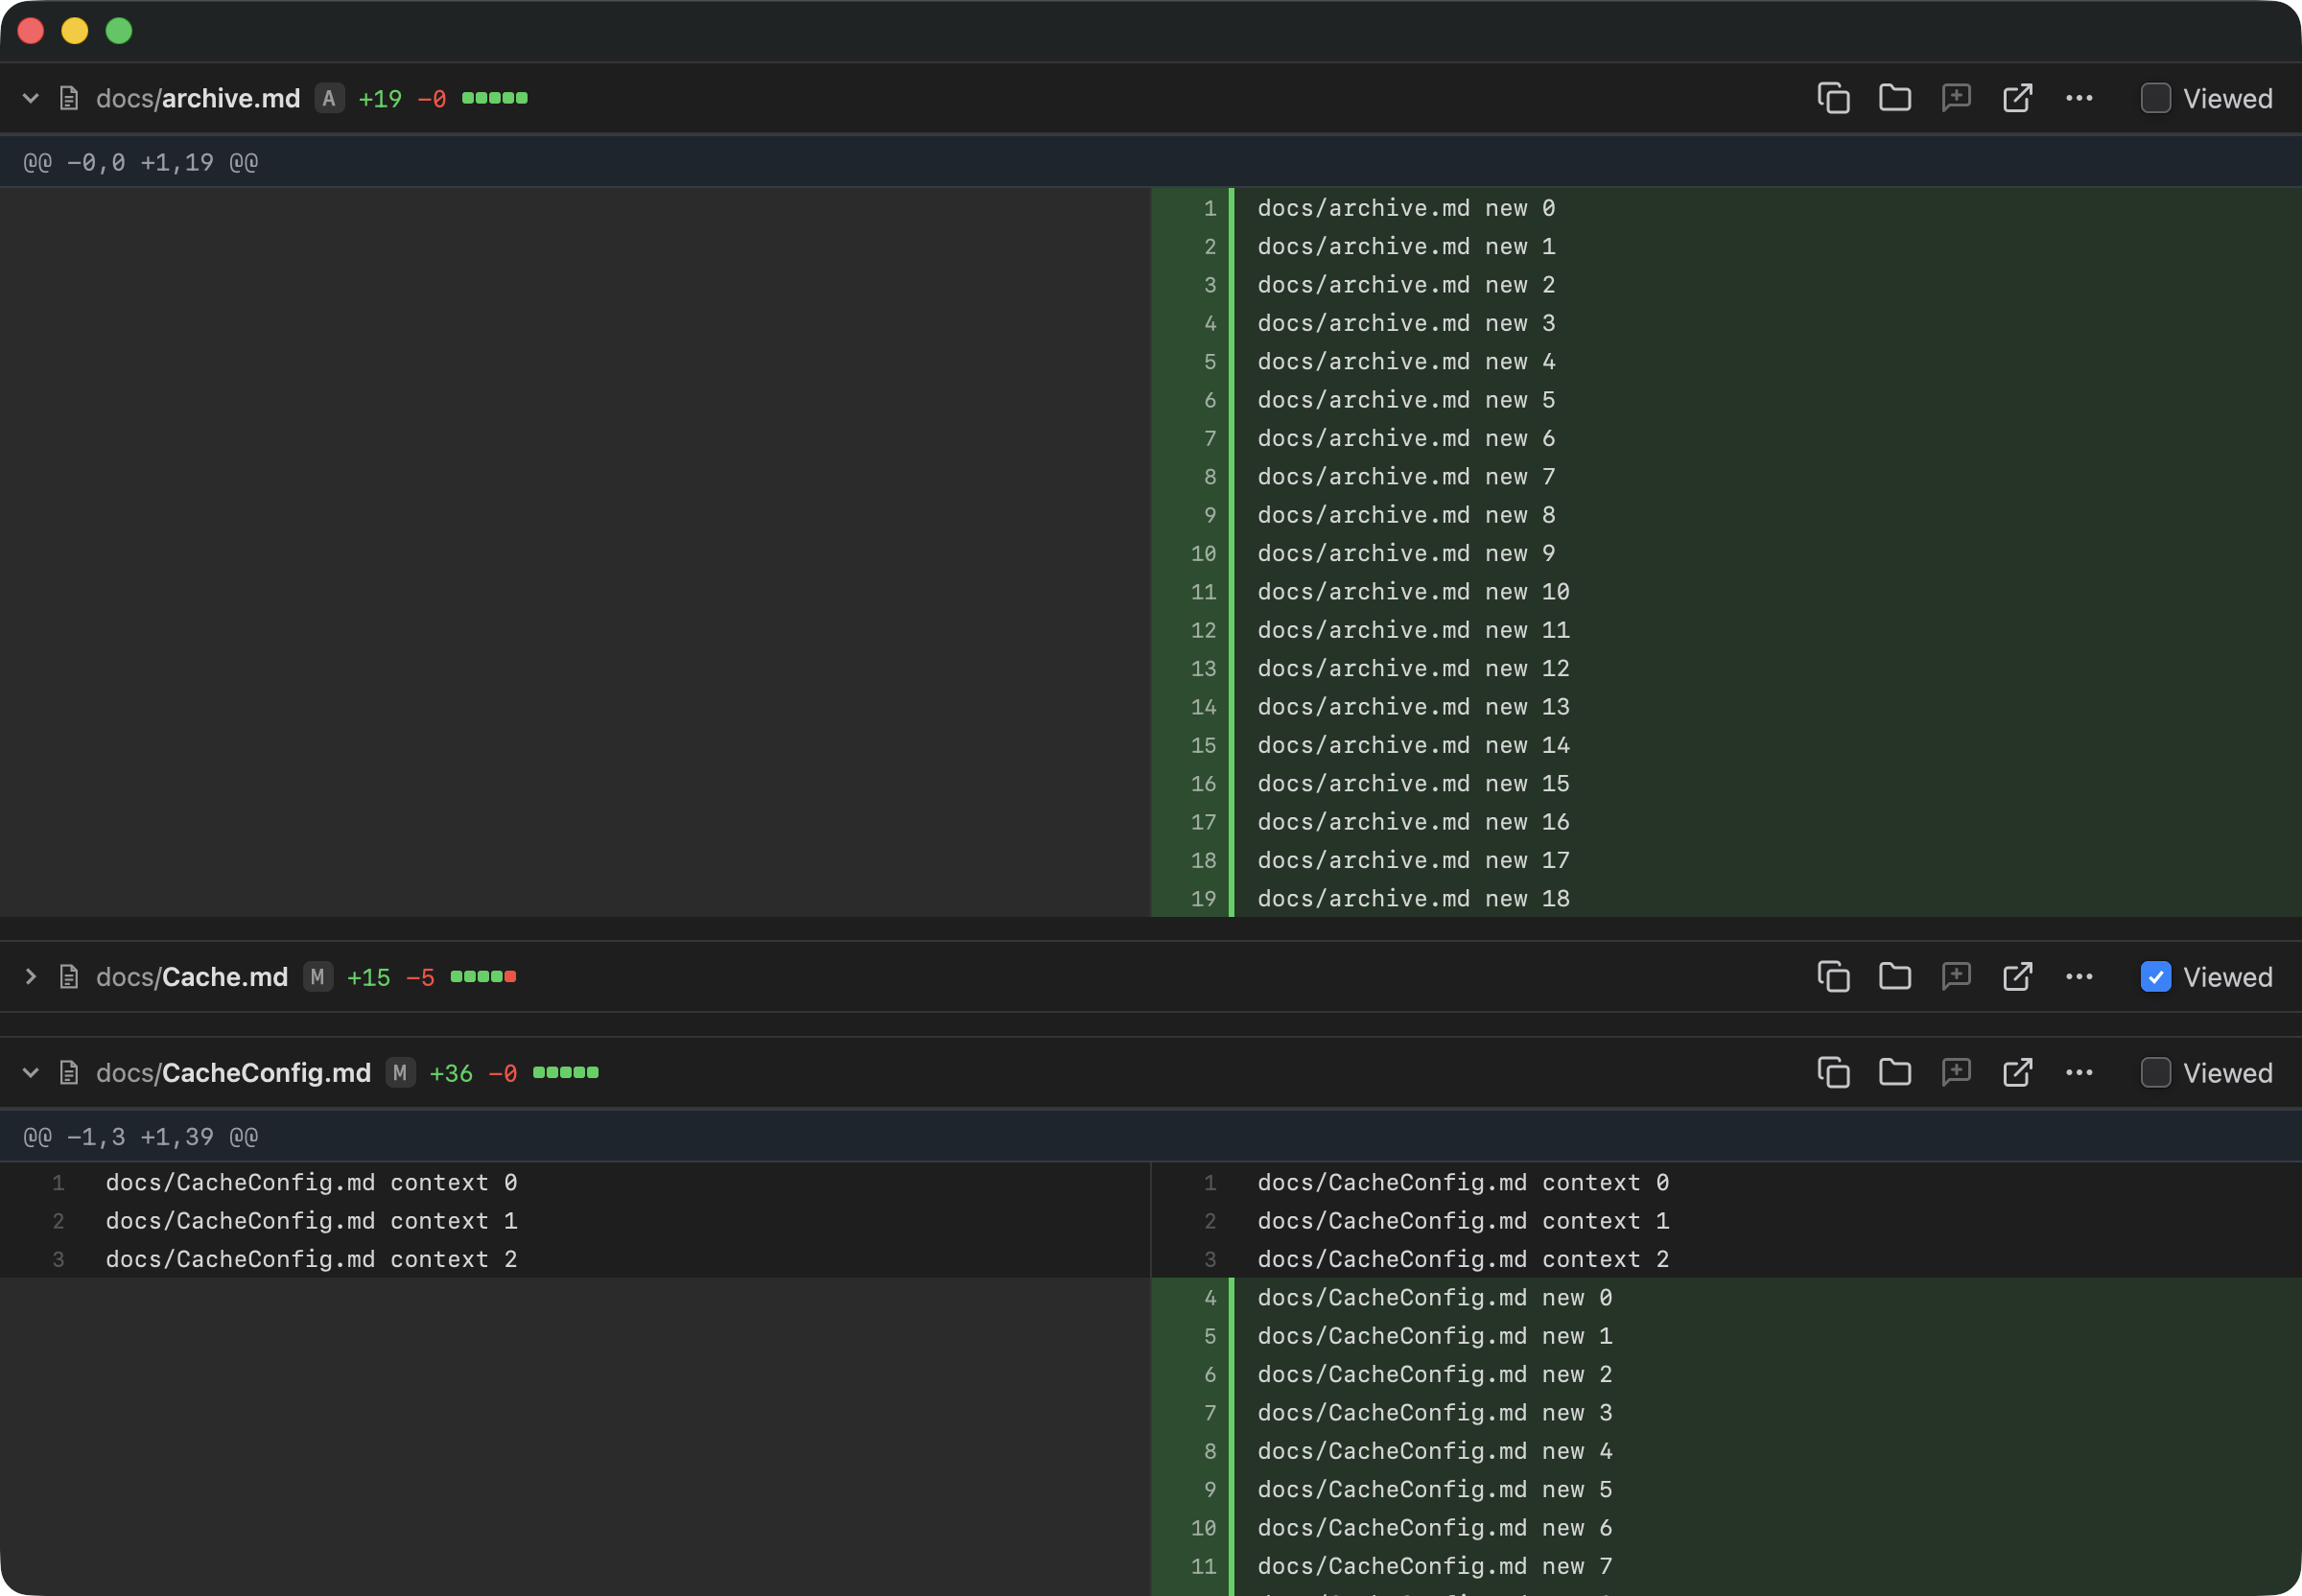 docs/archive.md A +19 −0 Viewed
@@ −0,0 +1,19 @@
1 docs/archive.md new 0
2 docs/archive.md new 1
3 docs/archive.md new 2
4 docs/archive.md new 3
5 docs/archive.md new 4
6 docs/archive.md new 5
7 docs/archive.md new 6
8 docs/archive.md new 7
9 docs/archive.md new 8
10 docs/archive.md new 9
11 docs/archive.md new 10
12 docs/archive.md new 11
13 docs/archive.md new 12
14 docs/archive.md new 13
15 docs/archive.md new 14
16 docs/archive.md new 15
17 docs/archive.md new 16
18 docs/archive.md new 17
19 docs/archive.md new 18
docs/Cache.md M +15 −5 Viewed
docs/CacheConfig.md M +36 −0 Viewed
@@ −1,3 +1,39 @@
1 docs/CacheConfig.md context 0 1 docs/CacheConfig.md context 0
2 docs/CacheConfig.md context 1 2 docs/CacheConfig.md context 1
3 docs/CacheConfig.md context 2 3 docs/CacheConfig.md context 2
4 docs/CacheConfig.md new 0
5 docs/CacheConfig.md new 1
6 docs/CacheConfig.md new 2
7 docs/CacheConfig.md new 3
8 docs/CacheConfig.md new 4
9 docs/CacheConfig.md new 5
10 docs/CacheConfig.md new 6
11 docs/CacheConfig.md new 7